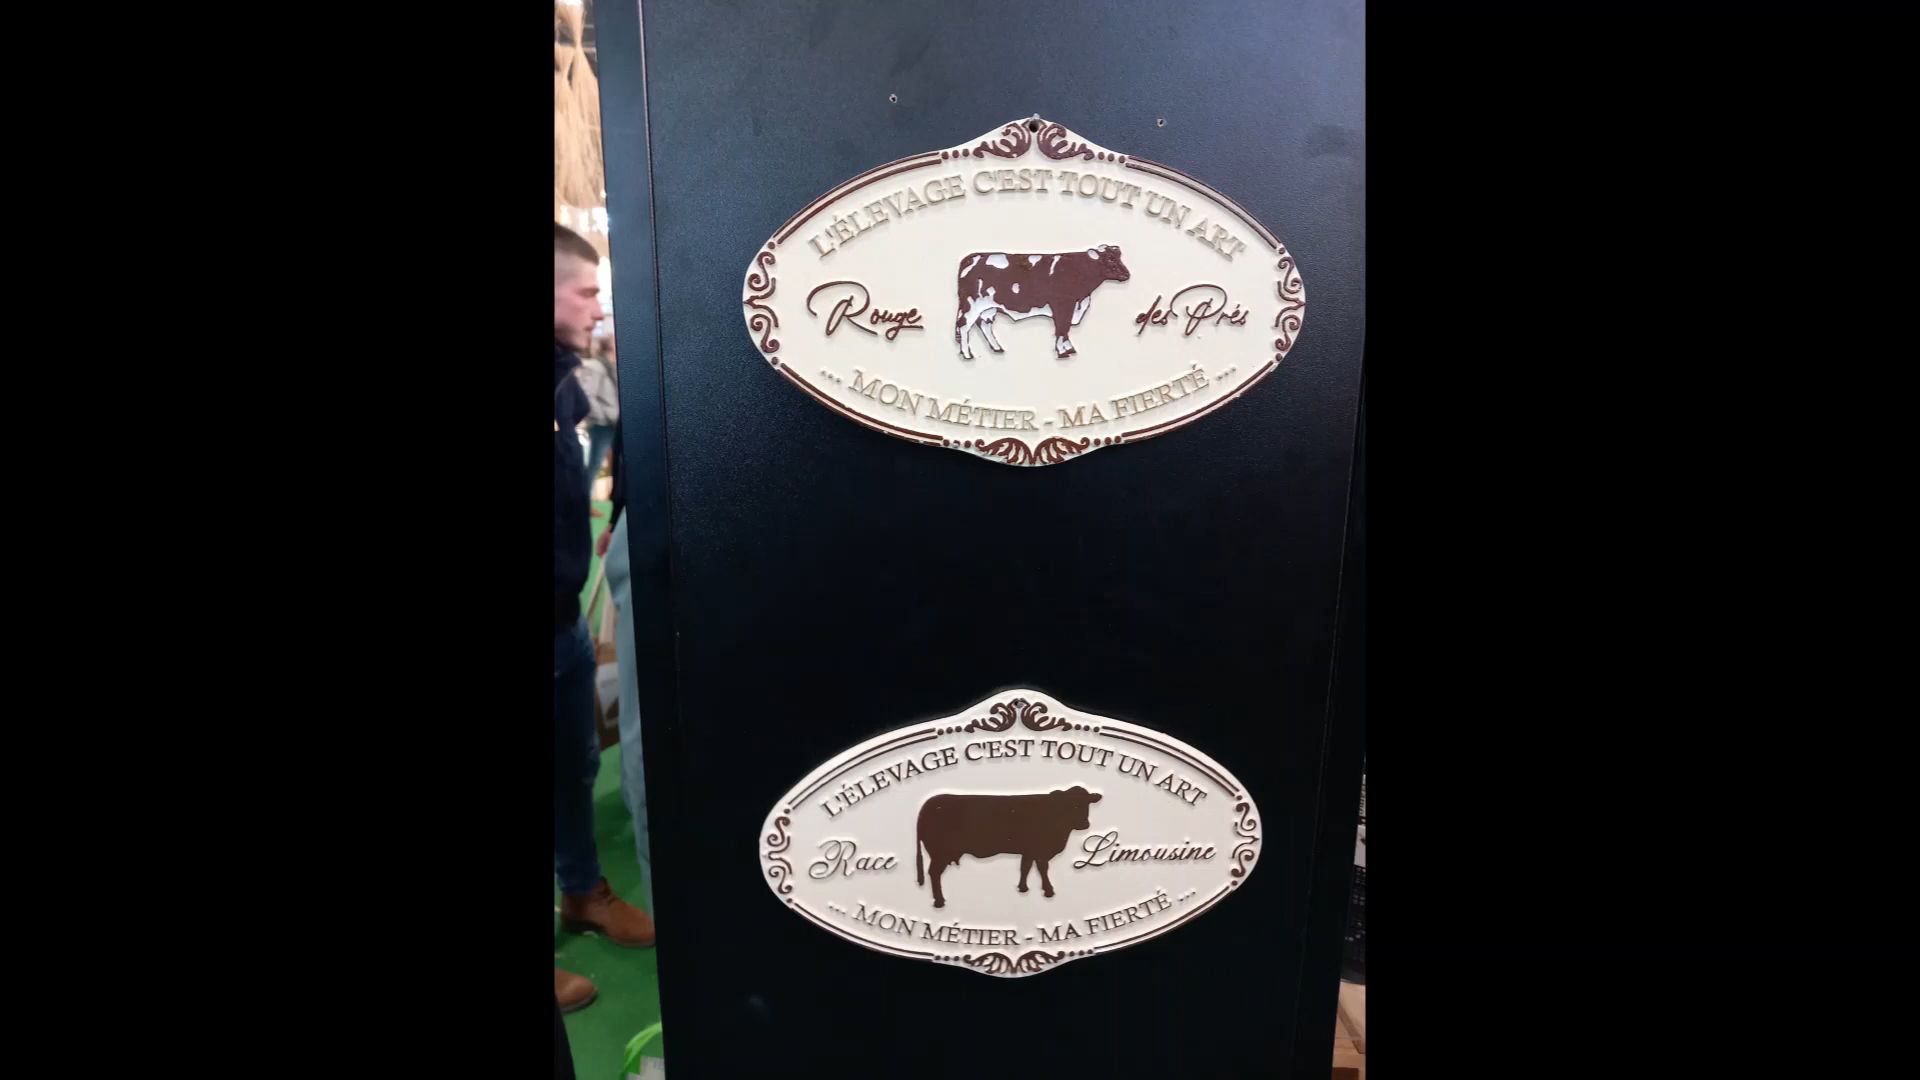 L'ÉLEVAGE C'EST TOUT UN ART
Rouge des Prés
... MON MÉTIER - MA FIERTÉ ...
L'ÉLEVAGE C'EST TOUT UN ART
Race Limousine
... MON MÉTIER - MA FIERTÉ ...